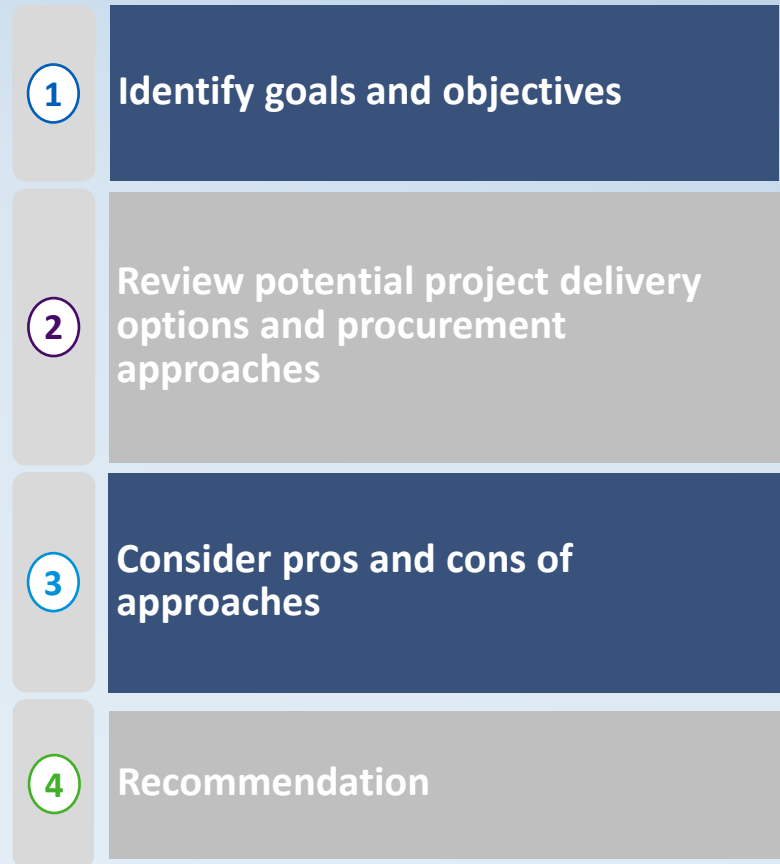 1
Identify goals and objectives
2
Review potential project delivery
options and procurement
approaches
3
Consider pros and cons of
approaches
4
Recommendation